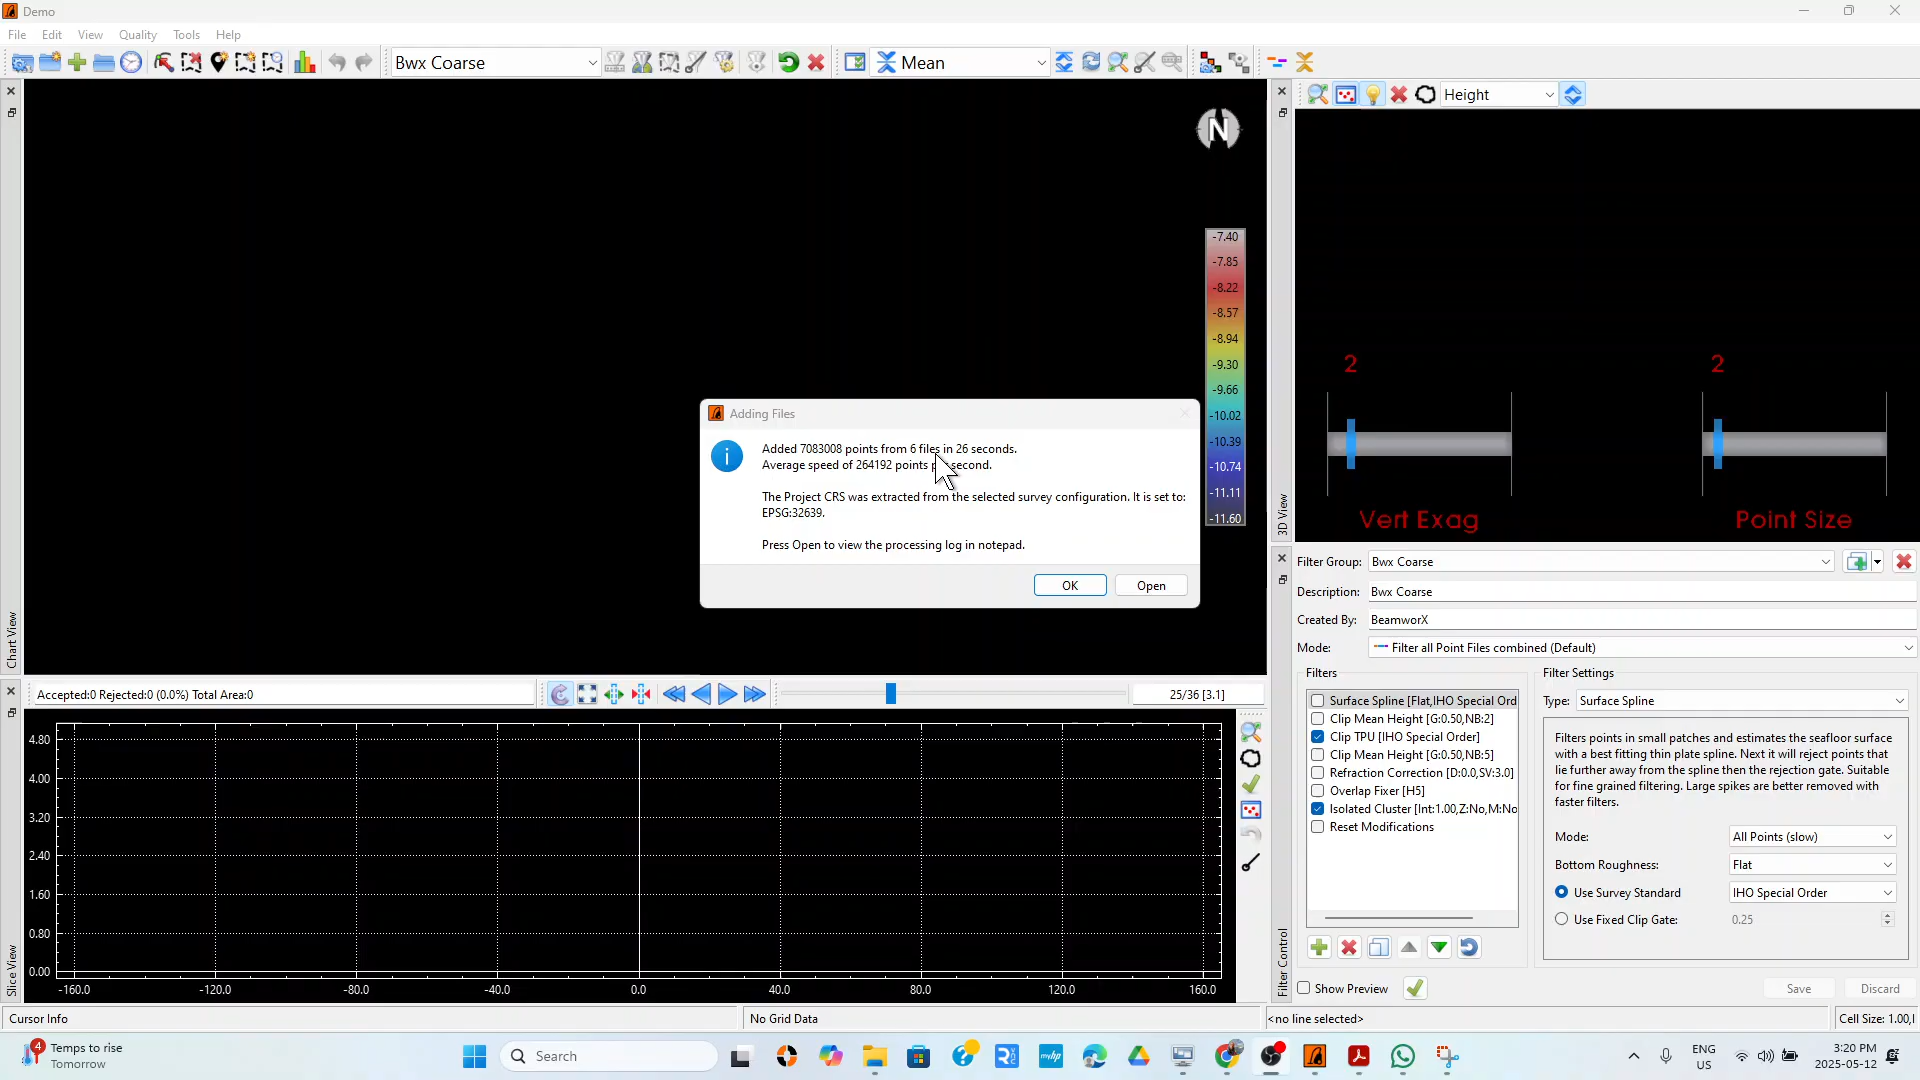 Demo
File Edit View Quality Tools Help
Bwx Coarse
Mean
Height
N
-7.40
-7.85
-8.22
-8.57
-8.94
-9.30
-9.66
-10.02
-10.39
-10.74
-11.11
-11.60
Chart View
Adding Files
Added 7083008 points from 6 files in 26 seconds.
Average speed of 264192 points per second.
The Project CRS was extracted from the selected survey configuration. It is set to:
EPSG:32639.
Press Open to view the processing log in notepad.
OK Open
3D View
2 2
Vert Exag Point Size
Accepted:0 Rejected:0 (0.0%) Total Area:0
25/36 [3.1]
4.80
4.00
3.20
2.40
1.60
0.80
0.00
-160.0 -120.0 -80.0 -40.0 0.0 40.0 80.0 120.0 160.0
Slice View
Filter Control
Filter Group: Bwx Coarse
Description: Bwx Coarse
Created By: BeamworX
Mode: Filter all Point Files combined (Default)
Filters
Surface Spline [Flat,IHO Special Ord
Clip Mean Height [G:0.50,NB:2]
Clip TPU [IHO Special Order]
Clip Mean Height [G:0.50,NB:5]
Refraction Correction [D:0.0,SV:3.0]
Overlap Fixer [H5]
Isolated Cluster [Int:1.00,Z:No,M:No
Reset Modifications
Filter Settings
Type: Surface Spline
Filters points in small patches and estimates the seafloor surface
with a best fitting thin plate spline. Next it will reject points that
lie further away from the spline then the rejection gate. Suitable
for fine grained filtering. Large spikes are better removed with
faster filters.
Mode: All Points (slow)
Bottom Roughness: Flat
Use Survey Standard IHO Special Order
Use Fixed Clip Gate: 0.25
Show Preview
Save Discard
Cursor Info
No Grid Data
<no line selected>
Cell Size: 1.00,I
4
Temps to rise
Tomorrow
Search
ENG
US
3:20 PM
2025-05-12